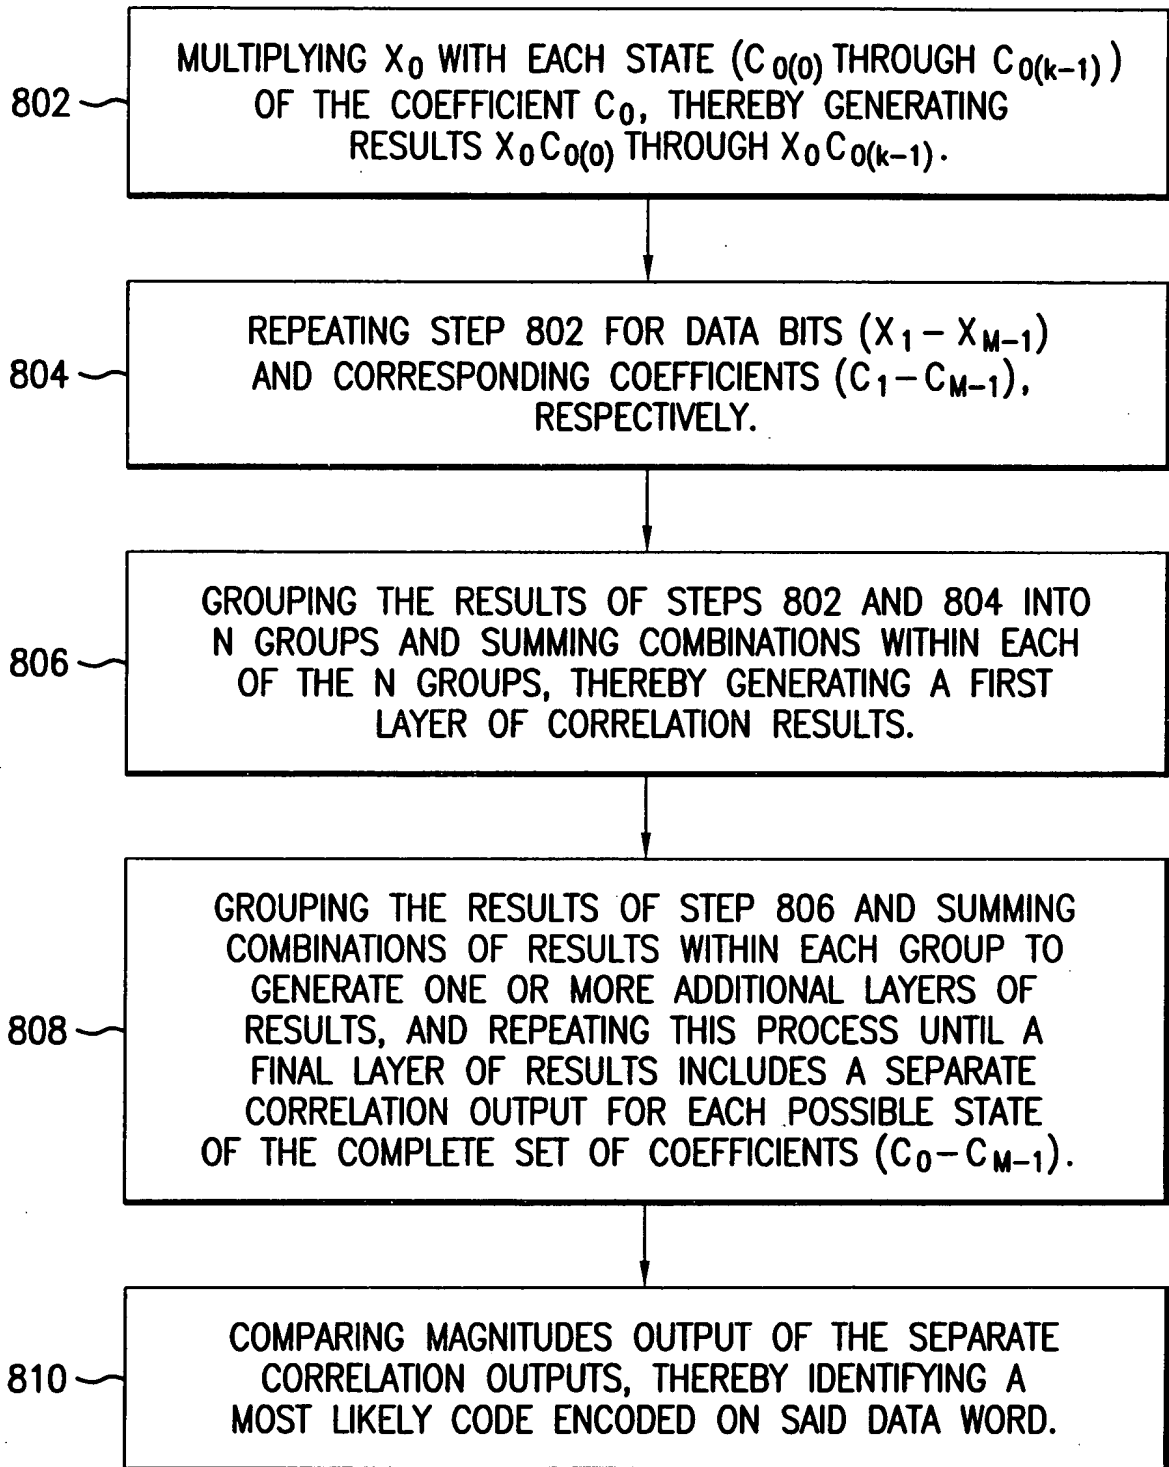 802
MULTIPLYING X0 WITH EACH STATE (C0(0) THROUGH C0(k-1))
OF THE COEFFICIENT C0, THEREBY GENERATING
RESULTS X0C0(0) THROUGH X0C0(k-1).
804
REPEATING STEP 802 FOR DATA BITS (X1-XM-1)
AND CORRESPONDING COEFFICIENTS (C1-CM-1),
RESPECTIVELY.
806
GROUPING THE RESULTS OF STEPS 802 AND 804 INTO
N GROUPS AND SUMMING COMBINATIONS WITHIN EACH
OF THE N GROUPS, THEREBY GENERATING A FIRST
LAYER OF CORRELATION RESULTS.
808
GROUPING THE RESULTS OF STEP 806 AND SUMMING
COMBINATIONS OF RESULTS WITHIN EACH GROUP TO
GENERATE ONE OR MORE ADDITIONAL LAYERS OF
RESULTS, AND REPEATING THIS PROCESS UNTIL A
FINAL LAYER OF RESULTS INCLUDES A SEPARATE
CORRELATION OUTPUT FOR EACH POSSIBLE STATE
OF THE COMPLETE SET OF COEFFICIENTS (C0-CM-1).
810
COMPARING MAGNITUDES OUTPUT OF THE SEPARATE
CORRELATION OUTPUTS, THEREBY IDENTIFYING A
MOST LIKELY CODE ENCODED ON SAID DATA WORD.